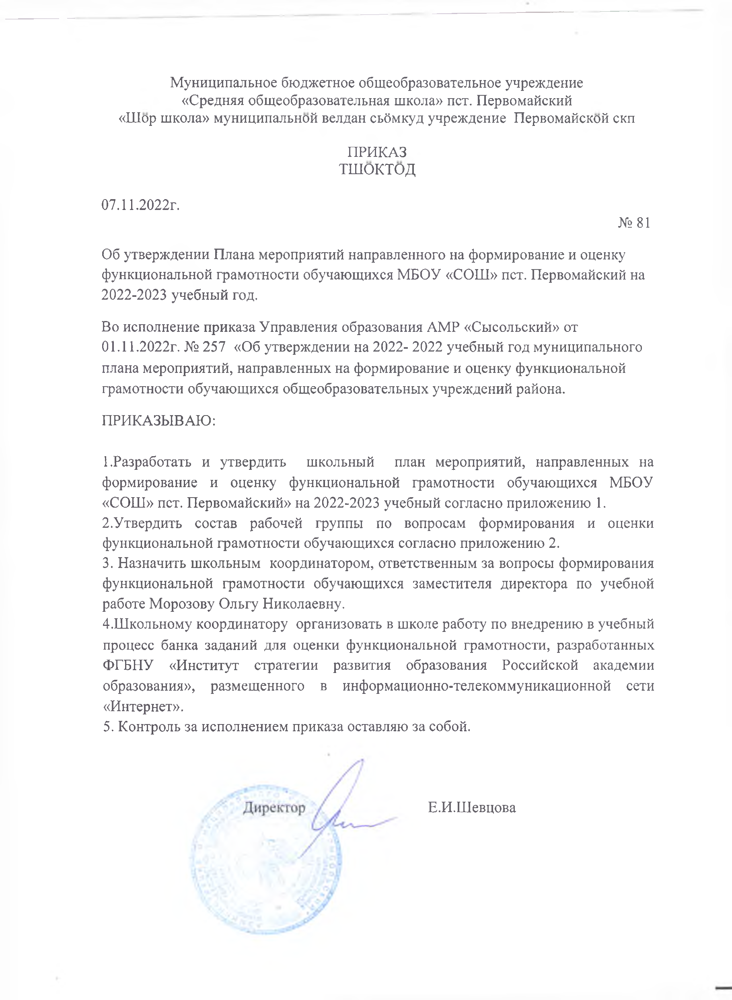 Муниципальное бюджетное общеобразовательное учреждение
«Средняя общеобразовательная школа» пст. Первомайский
«Шӧр школа» муниципальнӧй велдан сьӧмкуд учреждение Первомайскӧй скп
ПРИКАЗ
ТШӦКТӦД
07.11.2022г.
№ 81
Об утверждении Плана мероприятий направленного на формирование и оценку
функциональной грамотности обучающихся МБОУ «СОШ» пст. Первомайский на
2022-2023 учебный год.
Во исполнение приказа Управления образования АМР «Сысольский» от
01.11.2022г. № 257 «Об утверждении на 2022- 2022 учебный год муниципального
плана мероприятий, направленных на формирование и оценку функциональной
грамотности обучающихся общеобразовательных учреждений района.
ПРИКАЗЫВАЮ:
1.Разработать и утвердить школьный план мероприятий, направленных на
формирование и оценку функциональной грамотности обучающихся МБОУ
«СОШ» пст. Первомайский» на 2022-2023 учебный согласно приложению 1.
2.Утвердить состав рабочей группы по вопросам формирования и оценки
функциональной грамотности обучающихся согласно приложению 2.
3. Назначить школьным координатором, ответственным за вопросы формирования
функциональной грамотности обучающихся заместителя директора по учебной
работе Морозову Ольгу Николаевну.
4.Школьному координатору организовать в школе работу по внедрению в учебный
процесс банка заданий для оценки функциональной грамотности, разработанных
ФГБНУ «Институт стратегии развития образования Российской академии
образования», размещенного в информационно-телекоммуникационной сети
«Интернет».
5. Контроль за исполнением приказа оставляю за собой.
Директор Е.И.Шевцова